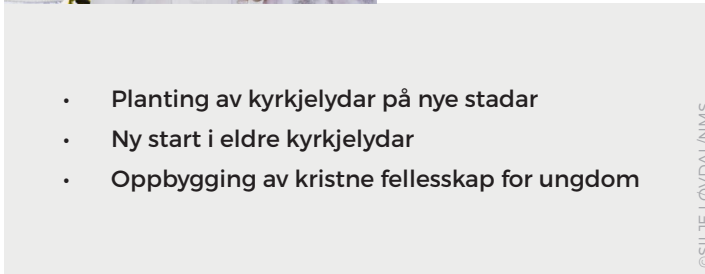 • Planting av kyrkjelydar på nye stadar
• Ny start i eldre kyrkjelydar
• Oppbygging av kristne fellesskap for ungdom
©SILJE LØVDAL/NMS